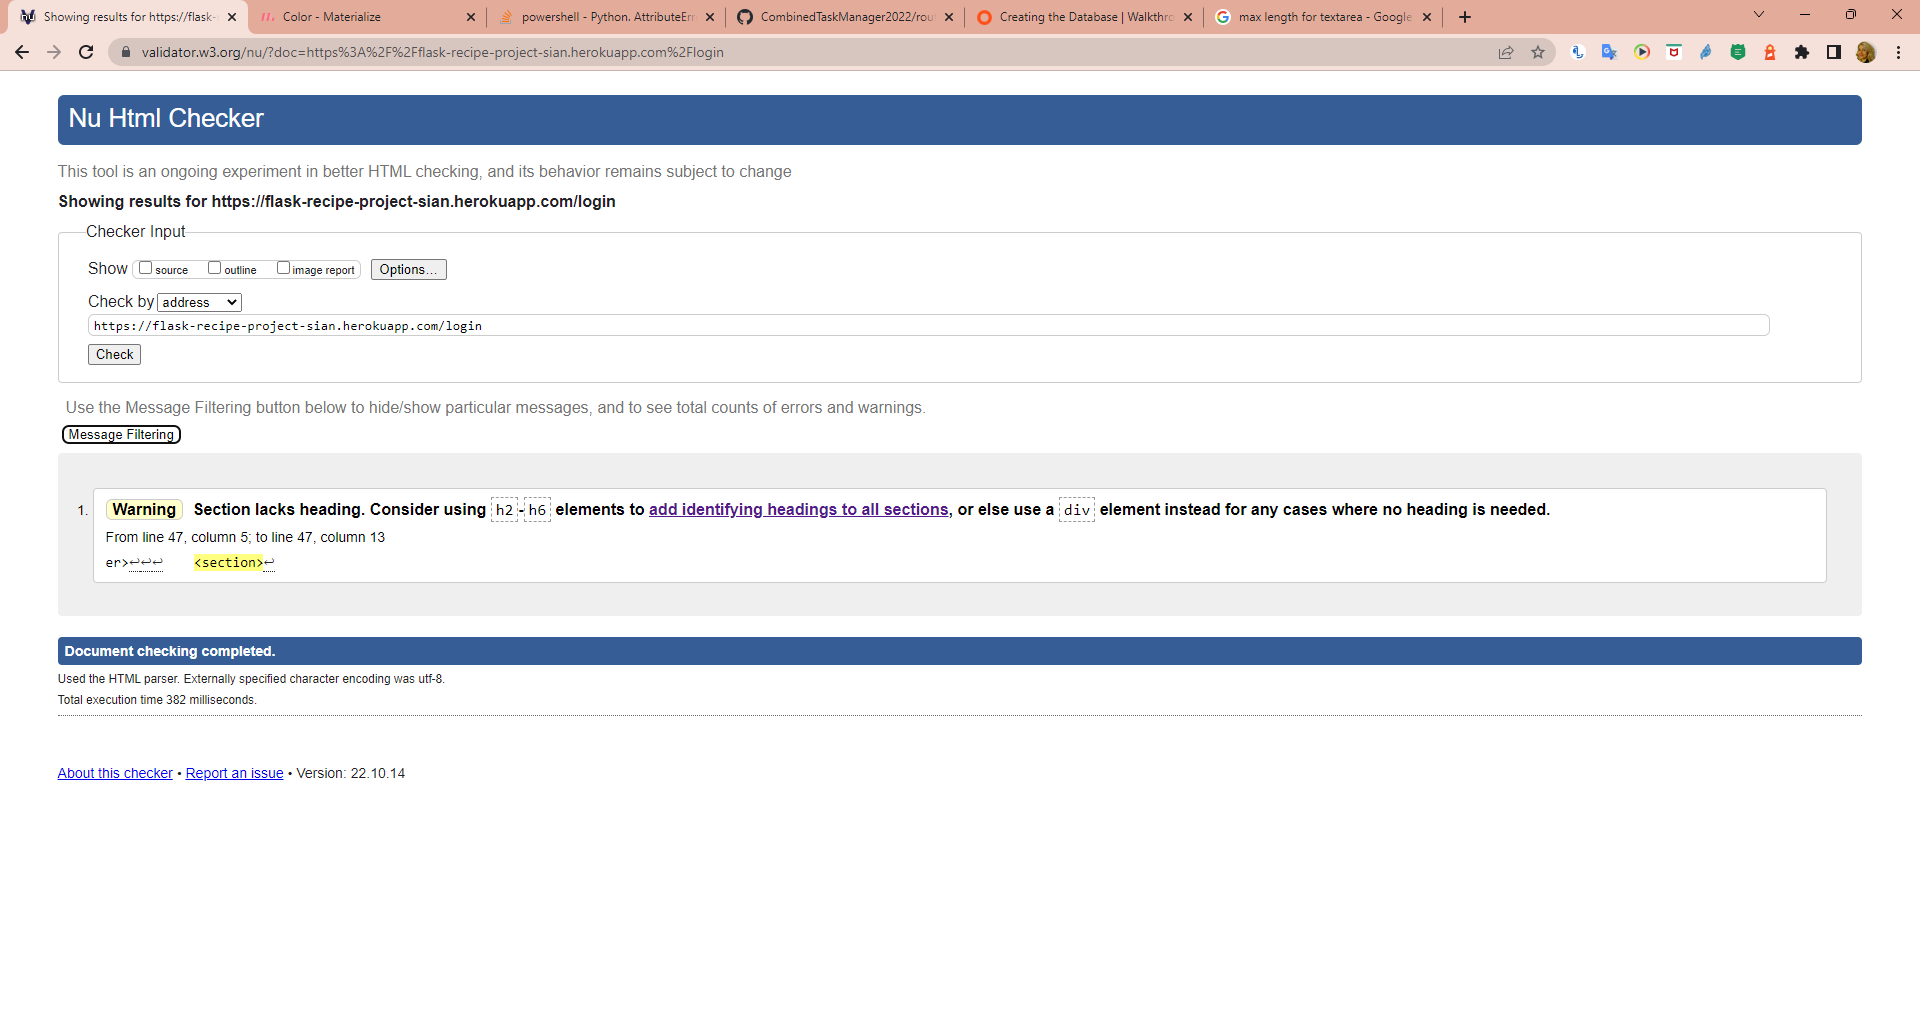 Showing results for https://flask-
Color - Materialize
powershell - Python. AttributeErr
CombinedTaskManager2022/rout
Creating the Database | Walkthro
max length for textarea - Google
validator.w3.org/nu/?doc=https%3A%2F%2Fflask-recipe-project-sian.herokuapp.com%2Flogin
Nu Html Checker
This tool is an ongoing experiment in better HTML checking, and its behavior remains subject to change
Showing results for https://flask-recipe-project-sian.herokuapp.com/login
Checker Input
Show source outline image report Options...
Check by address
https://flask-recipe-project-sian.herokuapp.com/login
Check
Use the Message Filtering button below to hide/show particular messages, and to see total counts of errors and warnings.
Message Filtering
1. Warning Section lacks heading. Consider using h2-h6 elements to add identifying headings to all sections, or else use a div element instead for any cases where no heading is needed.
From line 47, column 5; to line 47, column 13
er>↩↩↩ <section>↩
Document checking completed.
Used the HTML parser. Externally specified character encoding was utf-8.
Total execution time 382 milliseconds.
About this checker • Report an issue • Version: 22.10.14